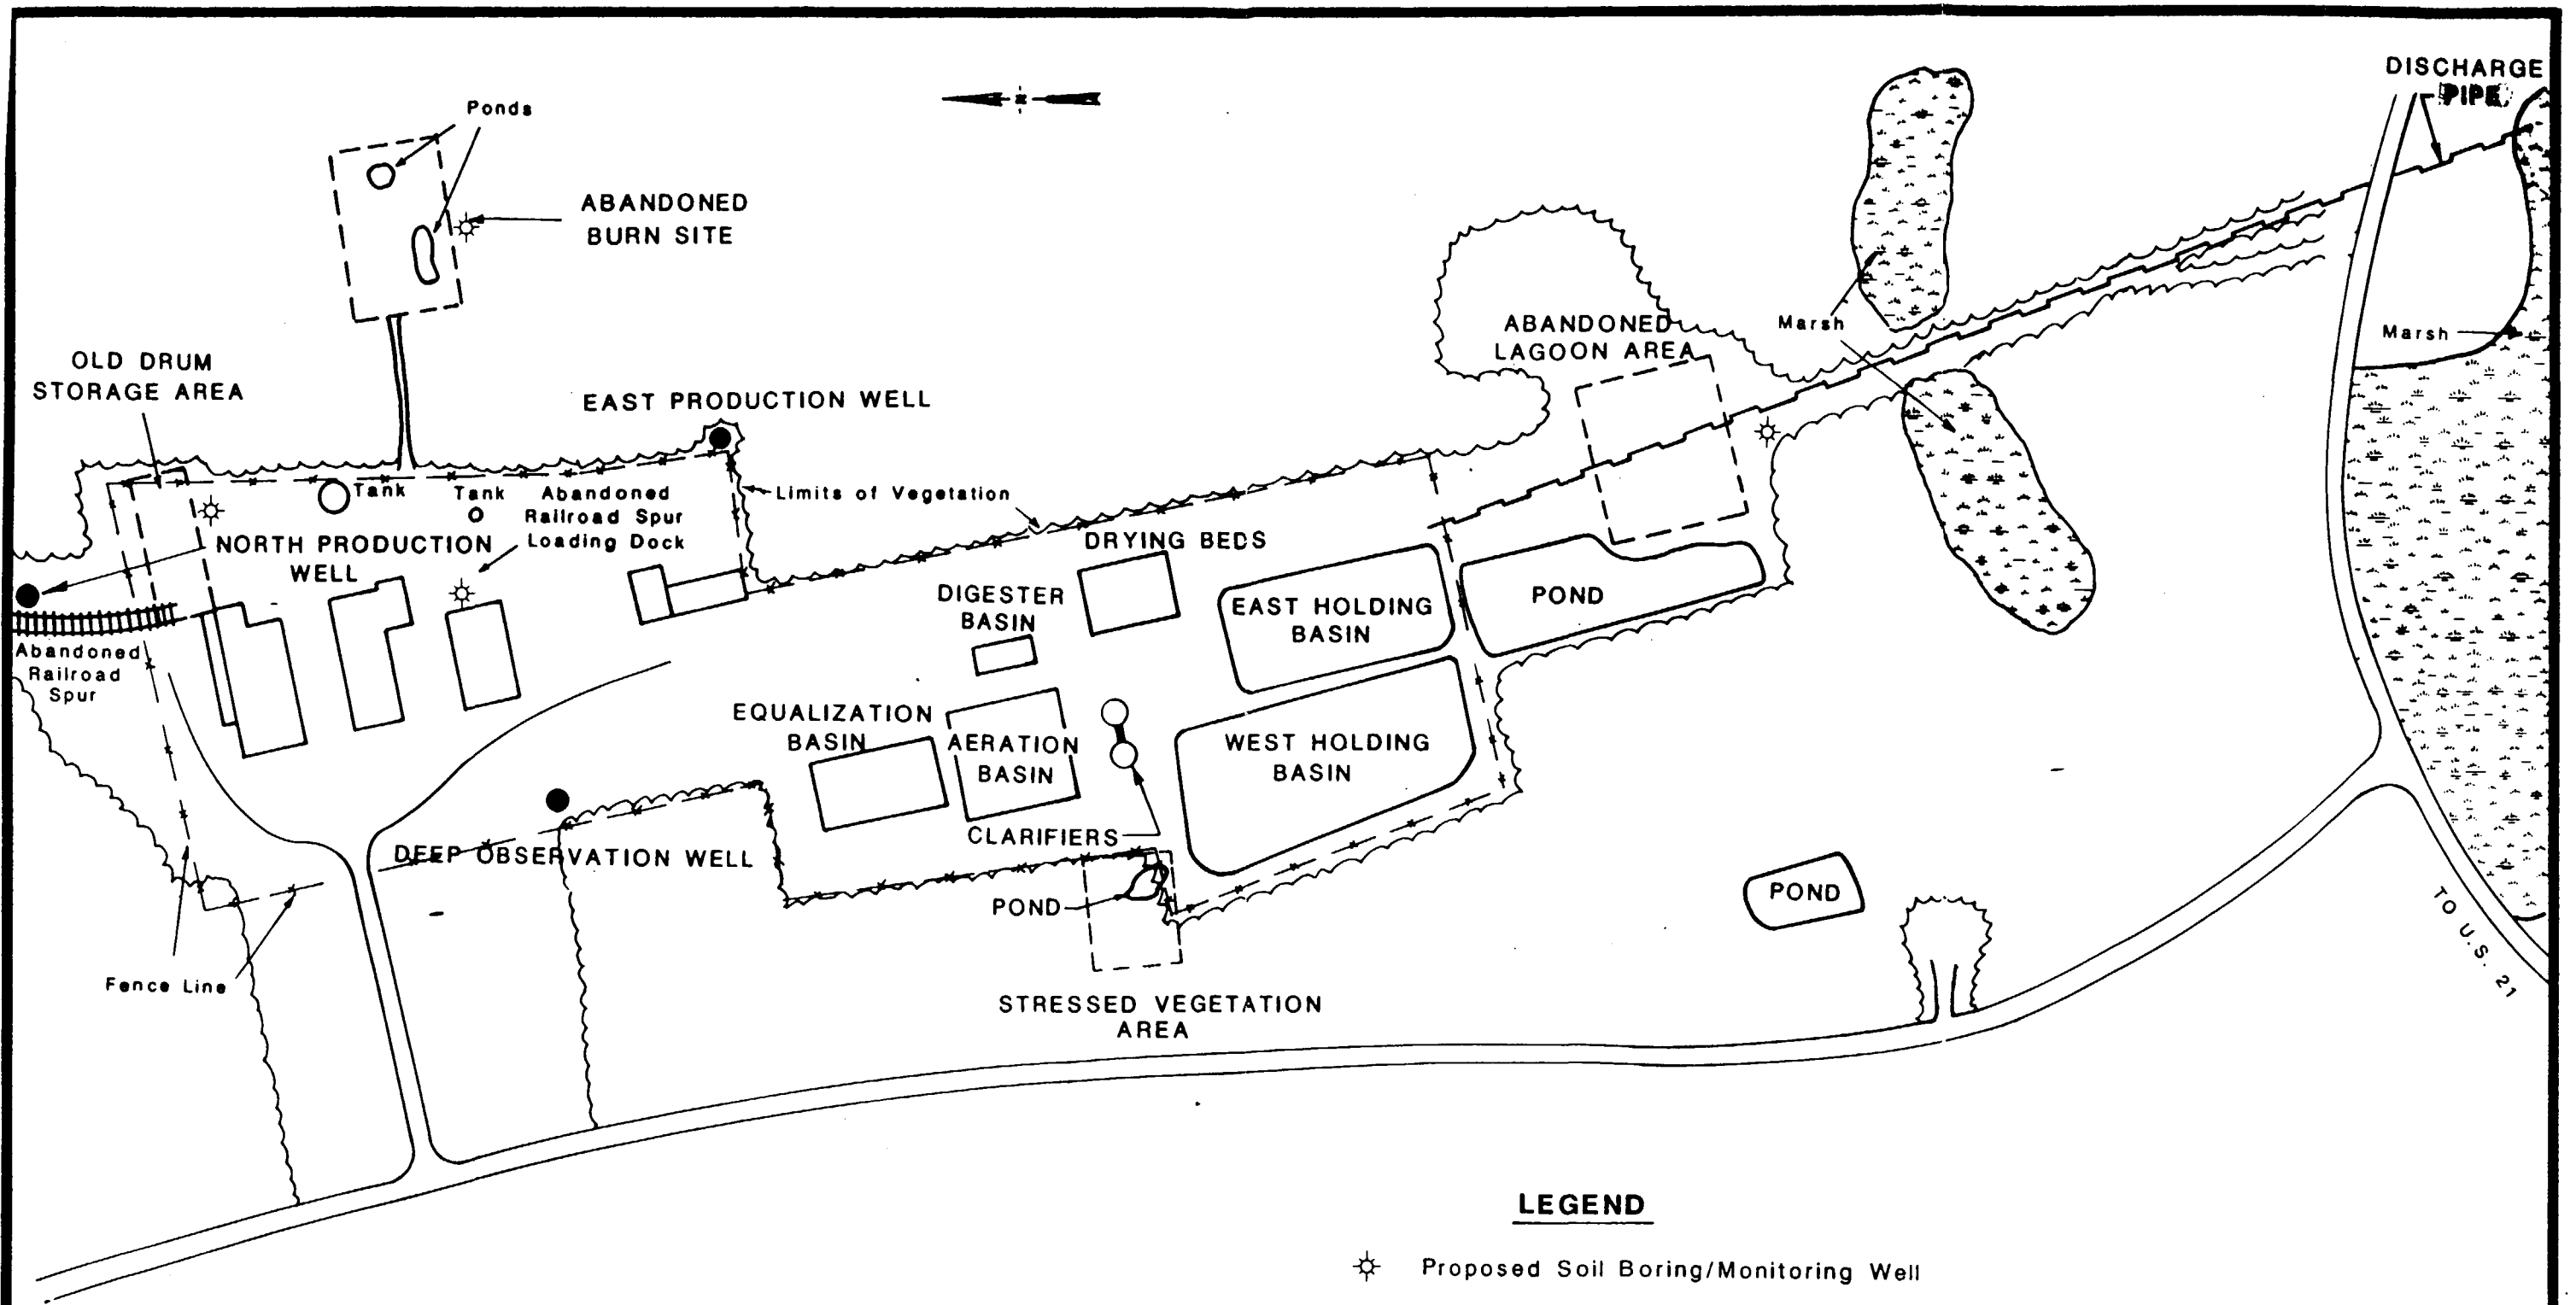 DISCHARGE
PIPE
Ponds
ABANDONED
BURN SITE
ABANDONED
LAGOON AREA
Marsh
Marsh
OLD DRUM
STORAGE AREA
EAST PRODUCTION WELL
Tank
Tank
Abandoned
Railroad Spur
Loading Dock
Limits of Vegetation
NORTH PRODUCTION
WELL
DRYING BEDS
DIGESTER
BASIN
EAST HOLDING
BASIN
POND
Abandoned
Railroad
Spur
EQUALIZATION
BASIN
AERATION
BASIN
WEST HOLDING
BASIN
CLARIFIERS
DEEP OBSERVATION WELL
POND
POND
TO U.S. 21
Fence Line
STRESSED VEGETATION
AREA
LEGEND
Proposed Soil Boring/Monitoring Well